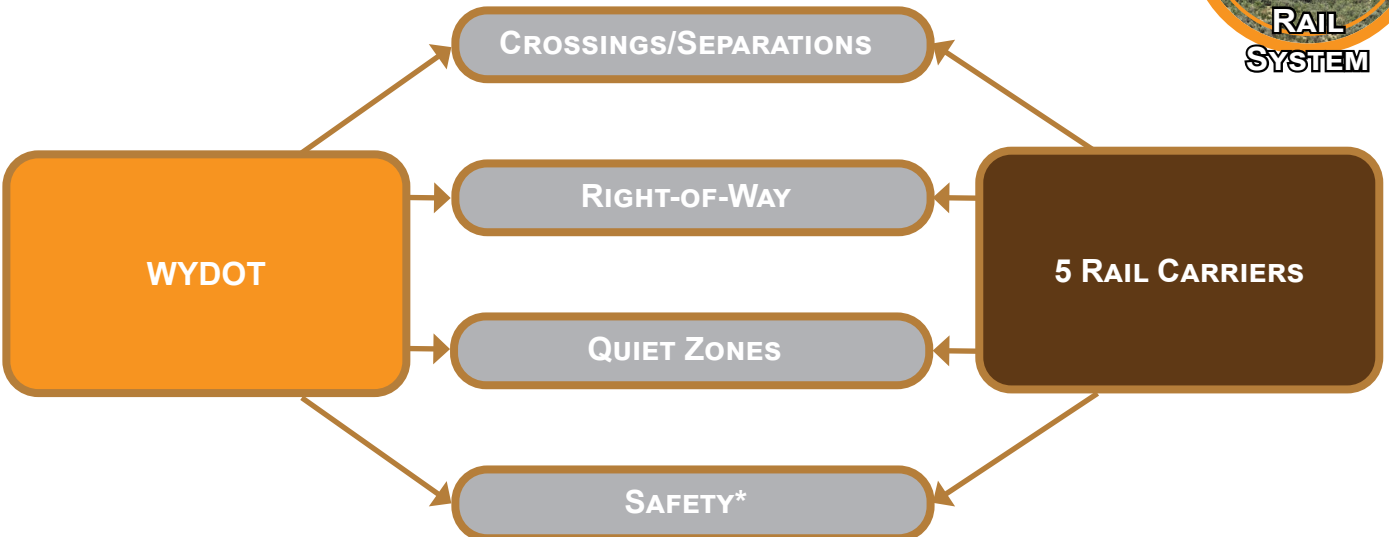 CROSSINGS/SEPARATIONS
RAIL
SYSTEM
RIGHT-OF-WAY
WYDOT
5 RAIL CARRIERS
QUIET ZONES
SAFETY*